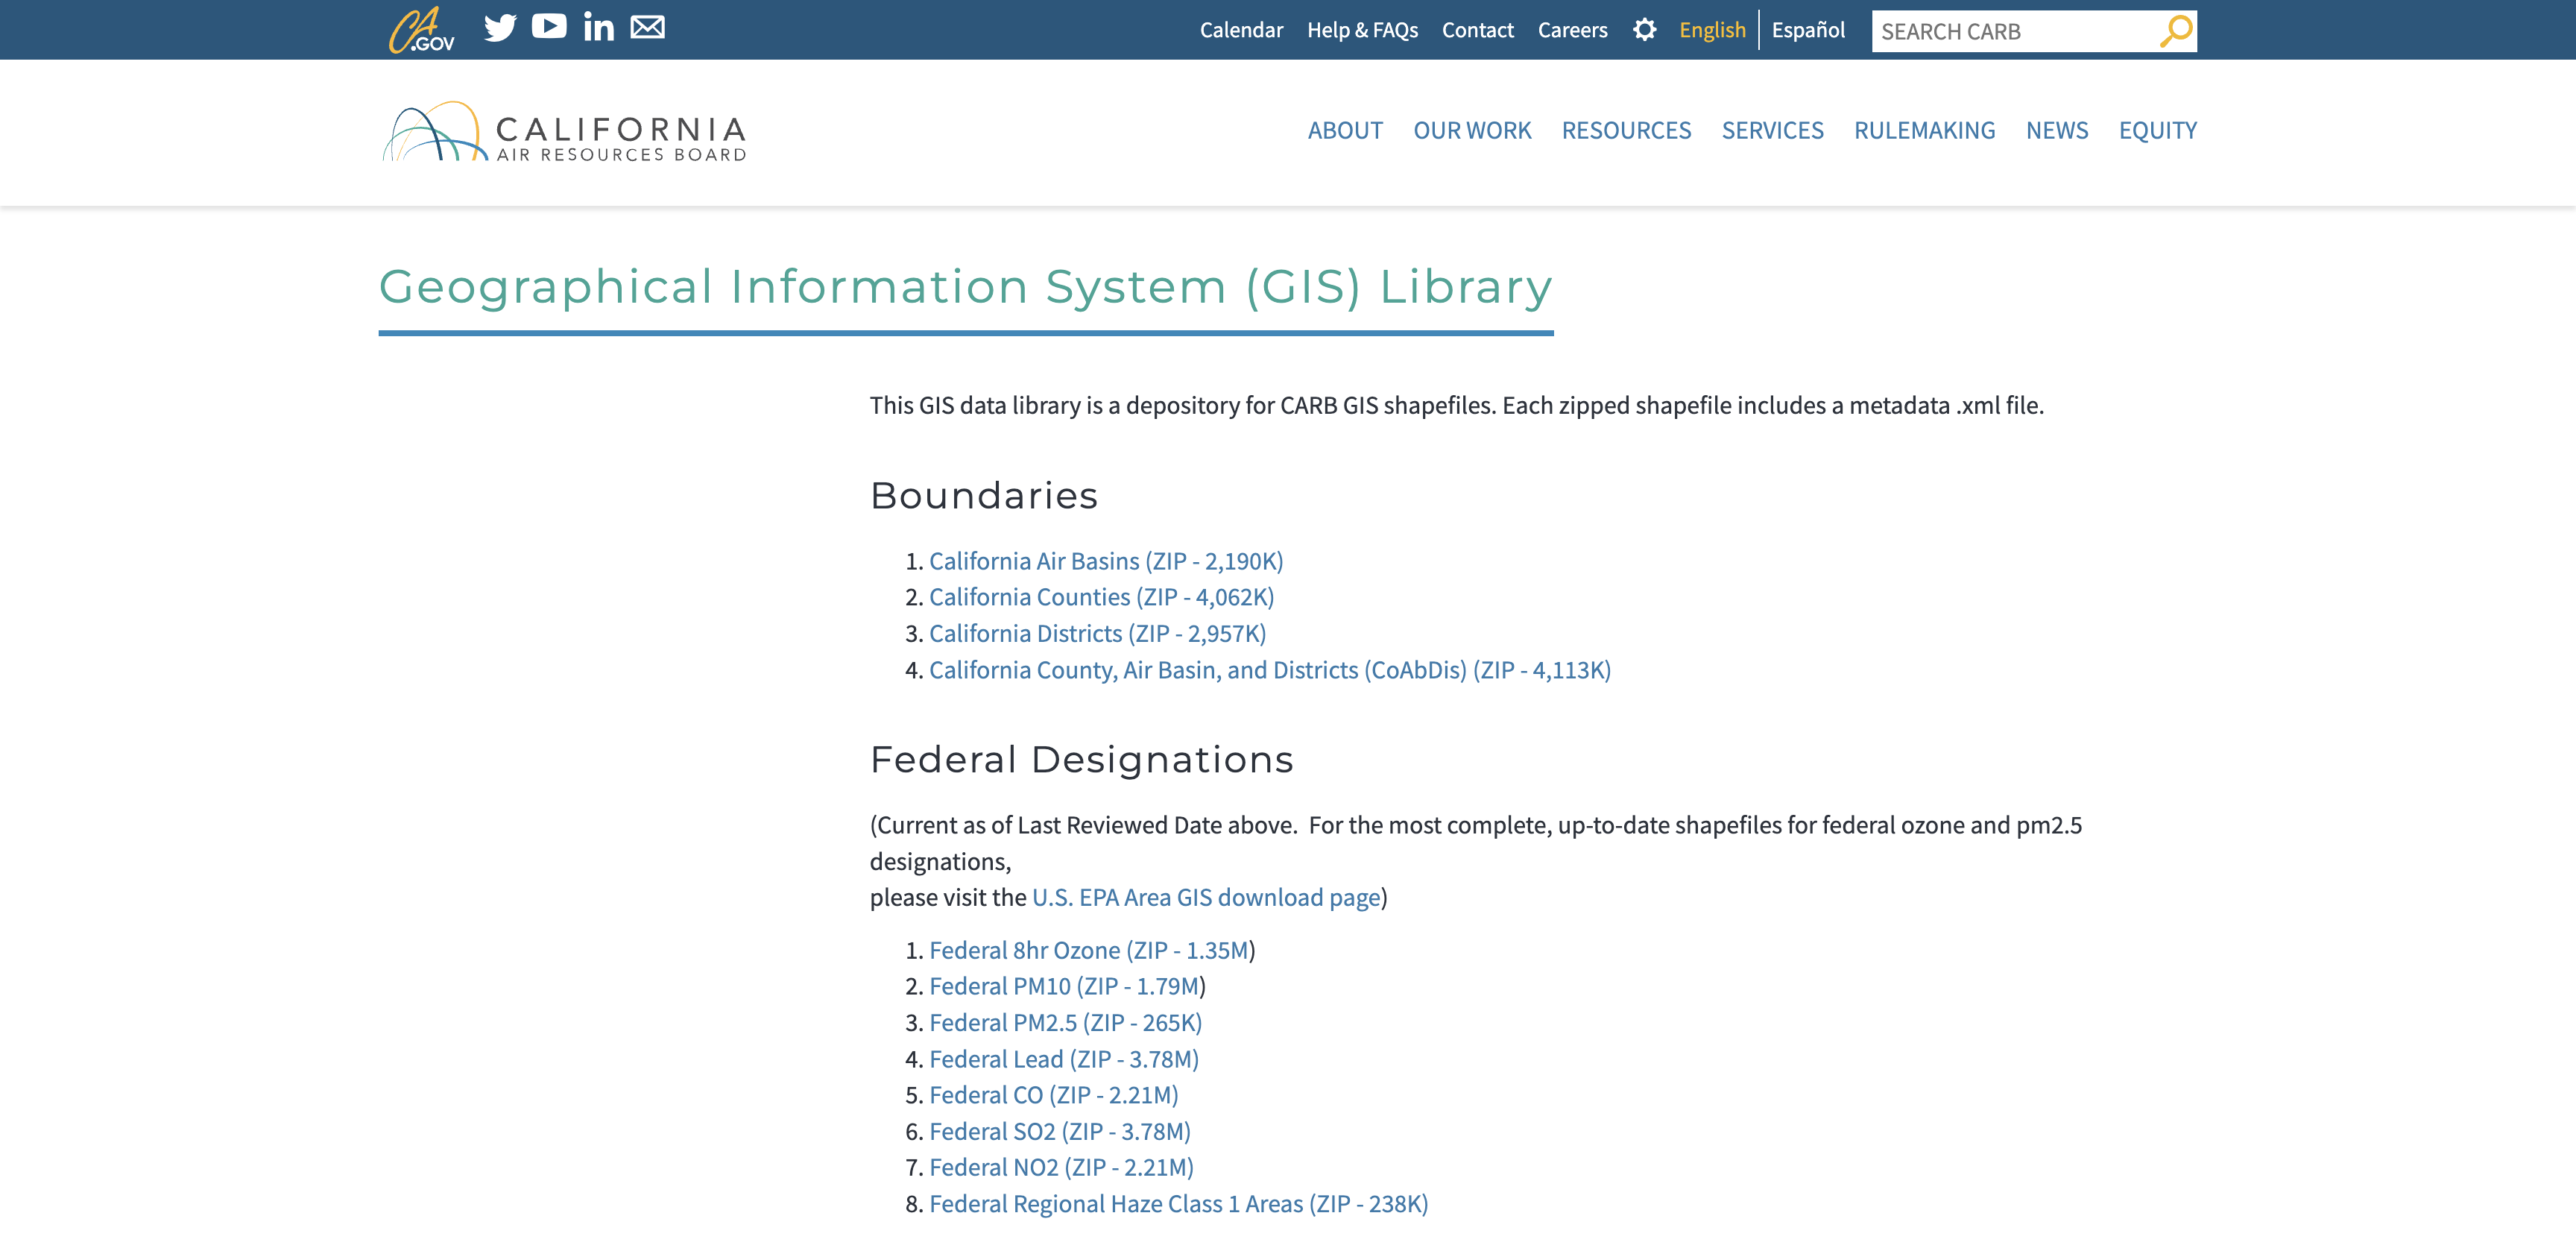 CA.GOV
Calendar Help & FAQs Contact Careers English Español SEARCH CARB
CALIFORNIA
AIR RESOURCES BOARD
ABOUT OUR WORK RESOURCES SERVICES RULEMAKING NEWS EQUITY
Geographical Information System (GIS) Library
This GIS data library is a depository for CARB GIS shapefiles. Each zipped shapefile includes a metadata .xml file.
Boundaries
1. California Air Basins (ZIP - 2,190K)
2. California Counties (ZIP - 4,062K)
3. California Districts (ZIP - 2,957K)
4. California County, Air Basin, and Districts (CoAbDis) (ZIP - 4,113K)
Federal Designations
(Current as of Last Reviewed Date above.  For the most complete, up-to-date shapefiles for federal ozone and pm2.5
designations,
please visit the U.S. EPA Area GIS download page)
1. Federal 8hr Ozone (ZIP - 1.35M)
2. Federal PM10 (ZIP - 1.79M)
3. Federal PM2.5 (ZIP - 265K)
4. Federal Lead (ZIP - 3.78M)
5. Federal CO (ZIP - 2.21M)
6. Federal SO2 (ZIP - 3.78M)
7. Federal NO2 (ZIP - 2.21M)
8. Federal Regional Haze Class 1 Areas (ZIP - 238K)